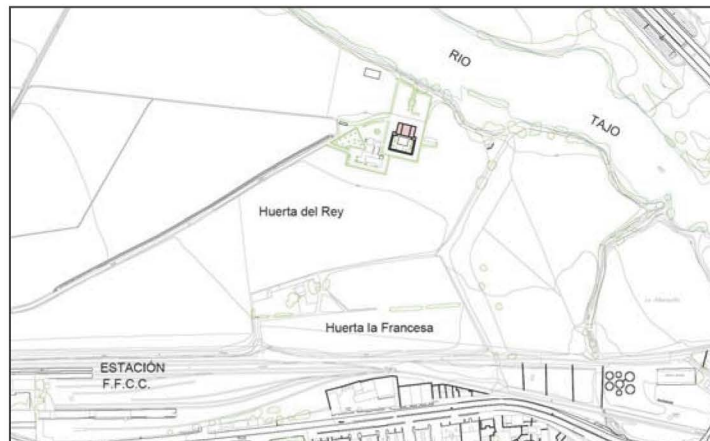 RIO
TAJO
Huerta del Rey
Huerta la Francesa
ESTACIÓN
F.F.C.C.